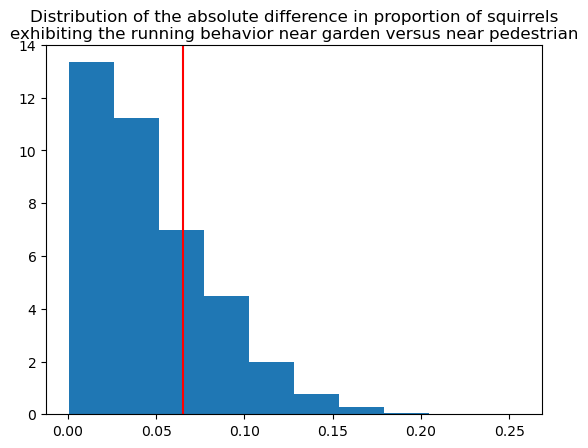 Distribution of the absolute difference in proportion of squirrels
exhibiting the running behavior near garden versus near pedestrian
14
12
10
8
6
4
2
0
0.00 0.05 0.10 0.15 0.20 0.25